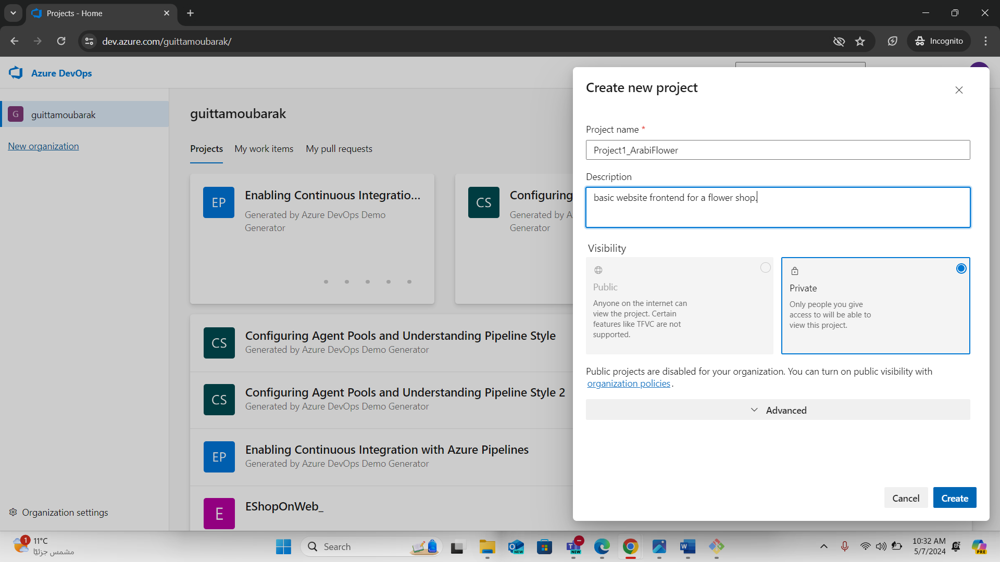 Projects - Home
dev.azure.com/guittamoubarak/
Incognito
Azure DevOps
G
guittamoubarak
New organization
Organization settings
guittamoubarak
Projects
My work items
My pull requests
EP
Enabling Continuous Integratio...
Generated by Azure DevOps Demo
Generator
CS
Configuring
Generated by A
Generator
CS
Configuring Agent Pools and Understanding Pipeline Style
Generated by Azure DevOps Demo Generator
CS
Configuring Agent Pools and Understanding Pipeline Style 2
Generated by Azure DevOps Demo Generator
EP
Enabling Continuous Integration with Azure Pipelines
Generated by Azure DevOps Demo Generator
E
EShopOnWeb_
Create new project
Project name *
Project1_ArabiFlower
Description
basic website frontend for a flower shop.
Visibility
Public
Anyone on the internet can
view the project. Certain
features like TFVC are not
supported.
Private
Only people you give
access to will be able to
view this project.
Public projects are disabled for your organization. You can turn on public visibility with
organization policies.
Advanced
Cancel
Create
1
11°C
مشمس جزئيًا
Search
NEW
NEW
W
10:32 AM
5/7/2024
PRE